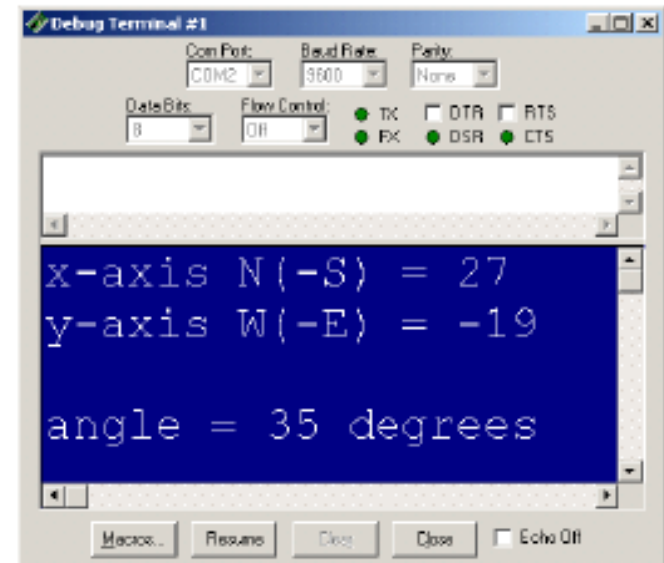 Debug Terminal #1
Com Port: Baud Rate: Parity:
COM2 9600 None
Data Bits: Flow Control: TX DTR RTS
8 Off RX DSR CTS
x-axis N(-S) = 27
y-axis W(-E) = -19
angle = 35 degrees
Macros... Resume Clear Close Echo Off